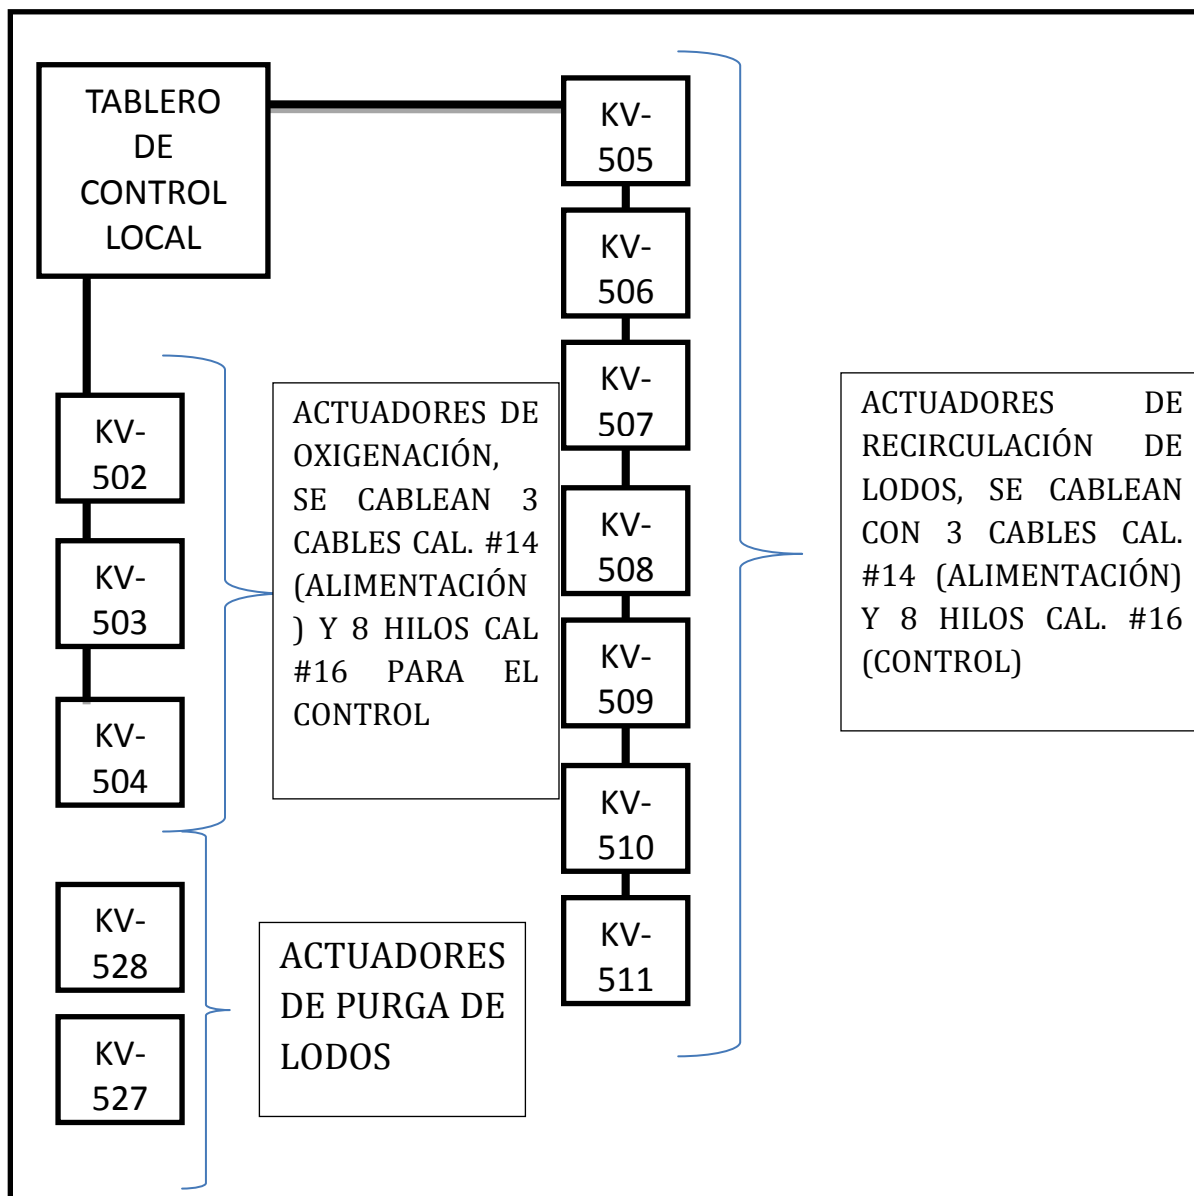 TABLERO
DE
CONTROL
LOCAL
KV-
502
KV-
503
KV-
504
ACTUADORES DE
OXIGENACIÓN,
SE CABLEAN 3
CABLES CAL. #14
(ALIMENTACIÓN
) Y 8 HILOS CAL
#16 PARA EL
CONTROL
KV-
528
KV-
527
ACTUADORES
DE PURGA DE
LODOS
KV-
505
KV-
506
KV-
507
KV-
508
KV-
509
KV-
510
KV-
511
ACTUADORES DE
RECIRCULACIÓN DE
LODOS, SE CABLEAN
CON 3 CABLES CAL.
#14 (ALIMENTACIÓN)
Y 8 HILOS CAL. #16
(CONTROL)